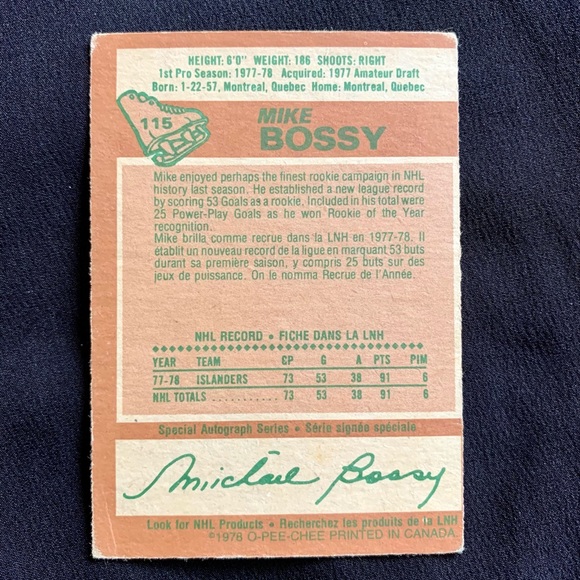 HEIGHT: 6'0" WEIGHT: 186 SHOOTS: RIGHT
1st Pro Season: 1977-78 Acquired: 1977 Amateur Draft
Born: 1-22-57, Montreal, Quebec Home: Montreal, Quebec
115
MIKE
BOSSY
Mike enjoyed perhaps the finest rookie campaign in NHL
history last season. He established a new league record
by scoring 53 Goals as a rookie. Included in his total were
25 Power-Play Goals as he won Rookie of the Year
recognition.
Mike brilla comme recrue dans la LNH en 1977-78. Il
établit un nouveau record de la ligue en marquant 53 buts
durant sa première saison, y compris 25 buts sur des
jeux de puissance. On le nomma Recrue de l'Année.
NHL RECORD • FICHE DANS LA LNH
YEAR TEAM GP G A PTS PIM
77-78 ISLANDERS 73 53 38 91 6
NHL TOTALS ........... 73 53 38 91 6
Special Autograph Series • Série signée spéciale
Michael Bossy
Look for NHL Products • Recherchez les produits de la LNH
©1978 O-PEE-CHEE PRINTED IN CANADA.